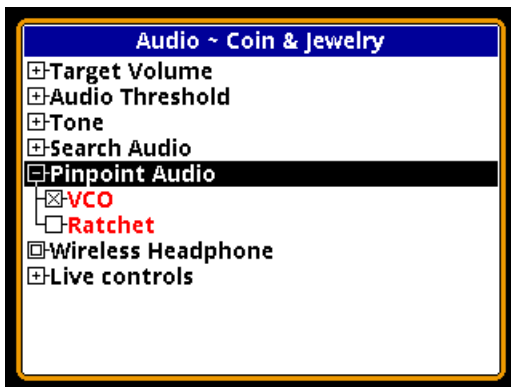 Audio ~ Coin & Jewelry
Target Volume
Audio Threshold
Tone
Search Audio
Pinpoint Audio
VCO
Ratchet
Wireless Headphone
Live controls